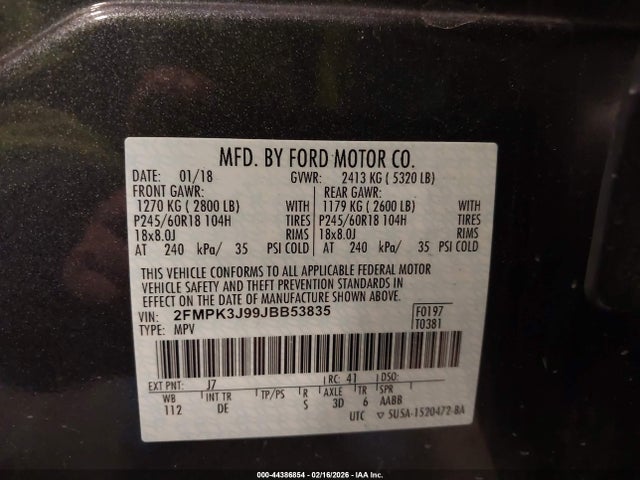 MFD. BY FORD MOTOR CO.
DATE: 01/18 GVWR: 2413 KG ( 5320 LB)
FRONT GAWR: REAR GAWR:
1270 KG ( 2800 LB) WITH 1179 KG ( 2600 LB) WITH
P245/60R18 104H TIRES P245/60R18 104H TIRES
18x8.0J RIMS 18x8.0J RIMS
AT 240 kPa/ 35 PSI COLD AT 240 kPa/ 35 PSI COLD
THIS VEHICLE CONFORMS TO ALL APPLICABLE FEDERAL MOTOR
VEHICLE SAFETY AND THEFT PREVENTION STANDARDS IN
EFFECT ON THE DATE OF MANUFACTURE SHOWN ABOVE.
VIN: 2FMPK3J99JBB53835 F0197
TYPE: MPV T0381
EXT PNT: J7 RC: 41 DSO:
WB INT TR TP/PS R AXLE TR SPR
112 DE S 3D 6 AABB
UTC 5U5A-1520472-BA
000-44386854 | 02/16/2026 | IAA Inc.